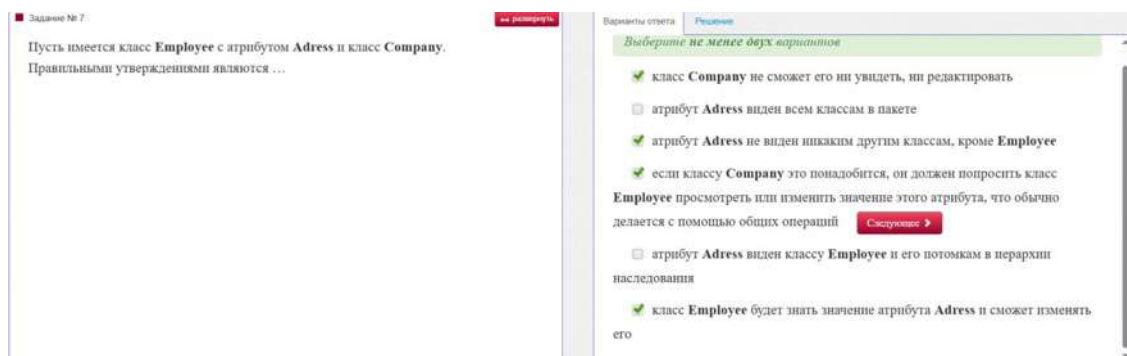 Задание № 7
развернуть
Пусть имеется класс Employee с атрибутом Adress и класс Company.
Правильными утверждениями являются …
Варианты ответа
Решение
Выберите не менее двух вариантов
класс Company не сможет его ни увидеть, ни редактировать
атрибут Adress виден всем классам в пакете
атрибут Adress не виден никаким другим классам, кроме Employee
если классу Company это понадобится, он должен попросить класс
Employee просмотреть или изменить значение этого атрибута, что обычно
делается с помощью общих операций Следующее
атрибут Adress виден классу Employee и его потомкам в иерархии
наследования
класс Employee будет знать значение атрибута Adress и сможет изменять
его